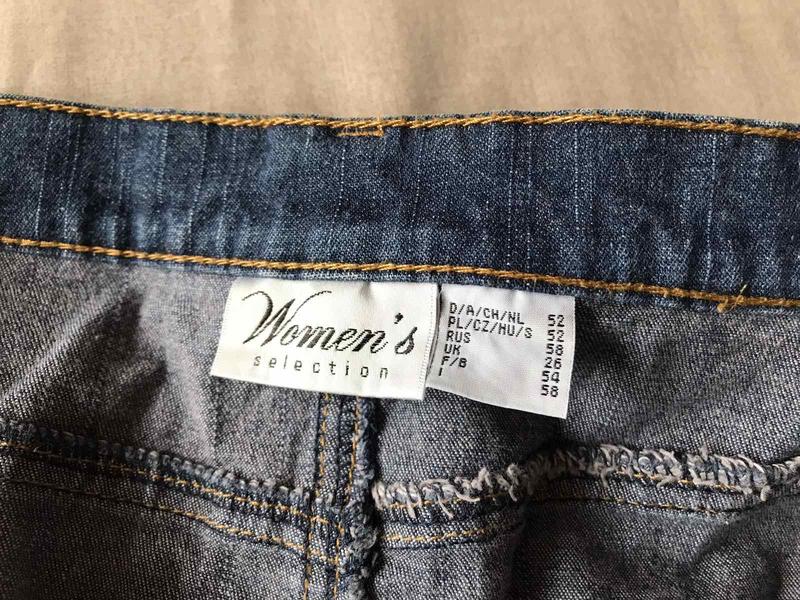 Women's
selection
D/A/CH/NL 52
PL/CZ/HU/S 52
RUS 58
UK 26
F/B 54
I 58